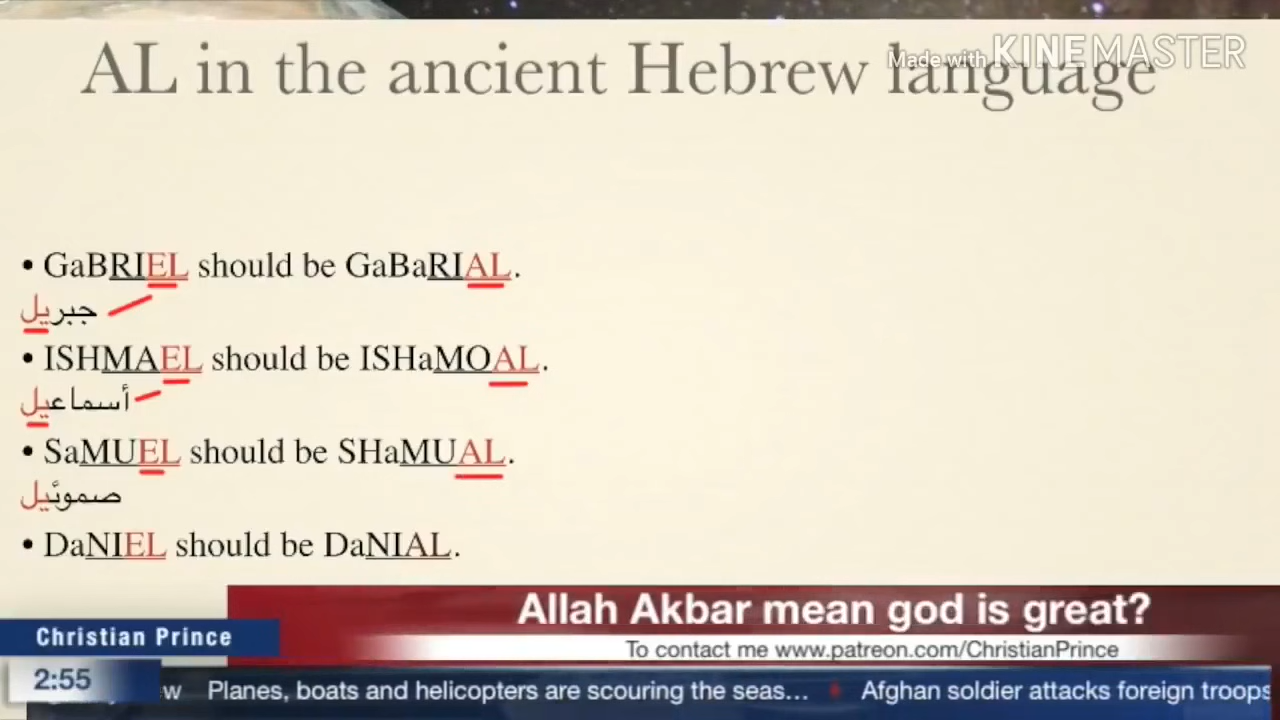 AL in the ancient Hebrew language
Made with KINEMASTER
• GaBRIEL should be GaBaRIAL.
جبريل
• ISHMAEL should be ISHaMOAL.
أسماعيل
• SaMUEL should be SHaMUAL.
صموئيل
• DaNIEL should be DaNIAL.
Allah Akbar mean god is great?
Christian Prince
To contact me www.patreon.com/ChristianPrince
2:55
Planes, boats and helicopters are scouring the seas... Afghan soldier attacks foreign troops